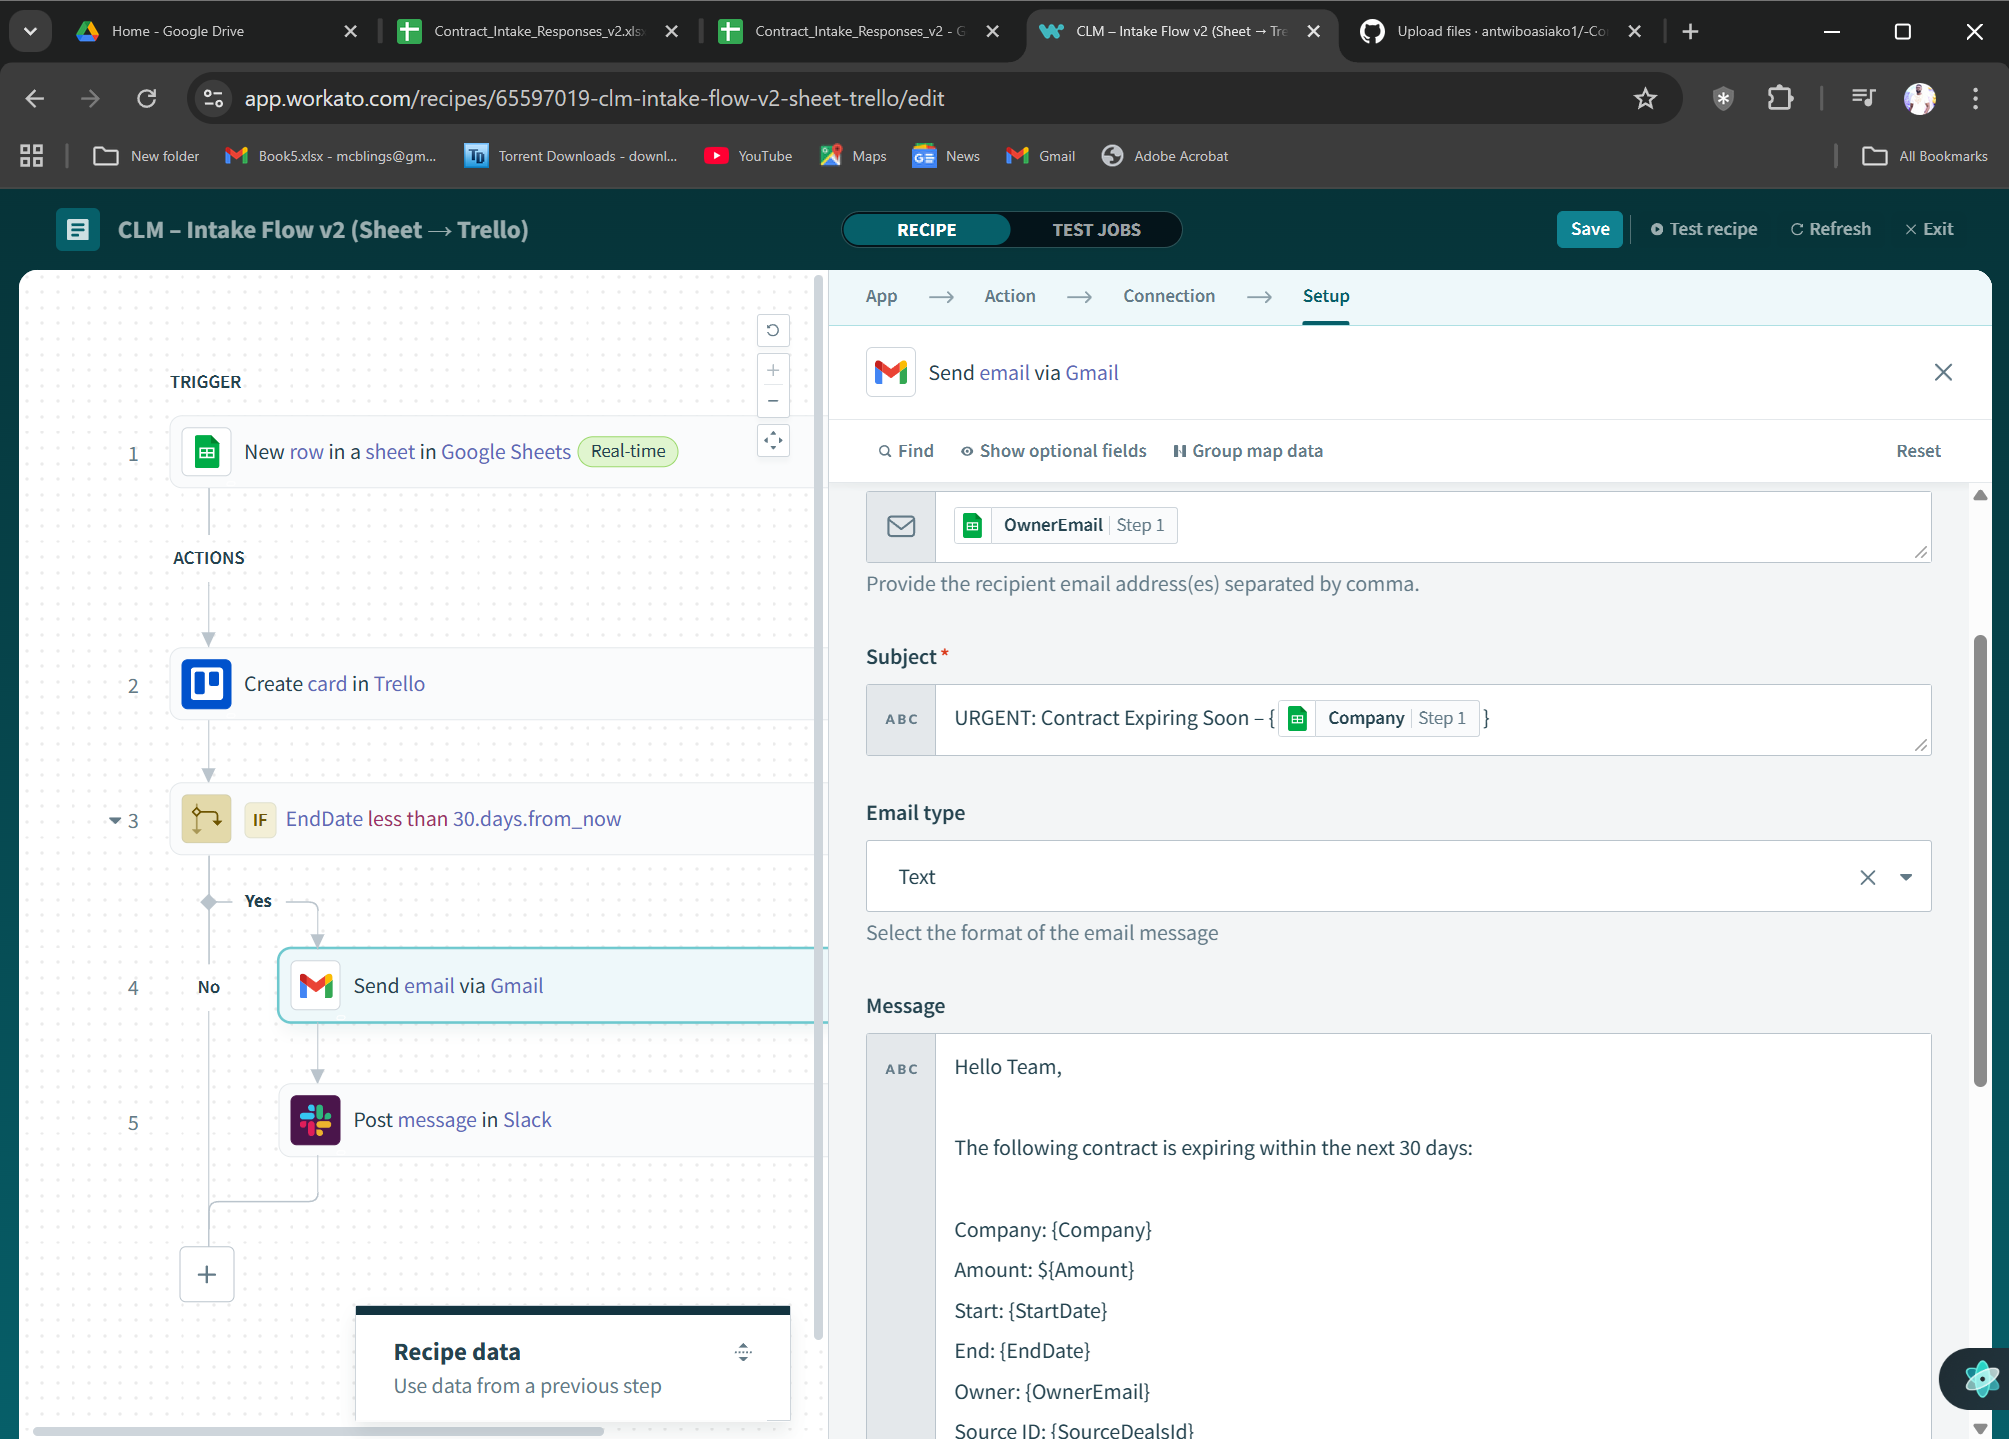 Home - Google Drive
Contract_Intake_Responses_v2.xls
Contract_Intake_Responses_v2 - G
CLM – Intake Flow v2 (Sheet → Tre
Upload files · antwiboasiako1/-Co
app.workato.com/recipes/65597019-clm-intake-flow-v2-sheet-trello/edit
New folder
Book5.xlsx - mcblings@gm...
Torrent Downloads - downl...
YouTube
Maps
News
Gmail
Adobe Acrobat
All Bookmarks
CLM – Intake Flow v2 (Sheet → Trello)
RECIPE
TEST JOBS
Save
Test recipe
Refresh
Exit
TRIGGER
1
New row in a sheet in Google Sheets
Real-time
ACTIONS
2
Create card in Trello
3
IF
EndDate less than 30.days.from_now
Yes
4
No
Send email via Gmail
5
Post message in Slack
Recipe data
Use data from a previous step
App
Action
Connection
Setup
Send email via Gmail
Find
Show optional fields
Group map data
Reset
OwnerEmail Step 1
Provide the recipient email address(es) separated by comma.
Subject*
ABC
URGENT: Contract Expiring Soon – { Company Step 1 }
Email type
Text
Select the format of the email message
Message
ABC
Hello Team,
The following contract is expiring within the next 30 days:
Company: {Company}
Amount: ${Amount}
Start: {StartDate}
End: {EndDate}
Owner: {OwnerEmail}
Source ID: {SourceDealsId}